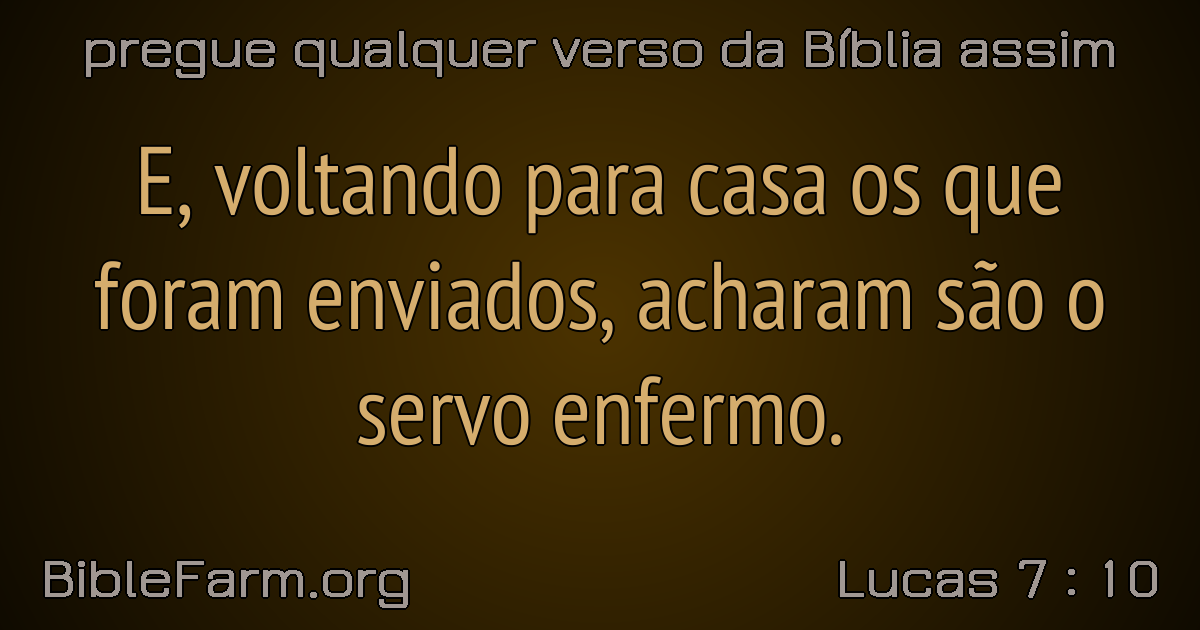 pregue qualquer verso da Bíblia assim
E, voltando para casa os que
foram enviados, acharam são o
servo enfermo.
BibleFarm.org
Lucas 7 : 10